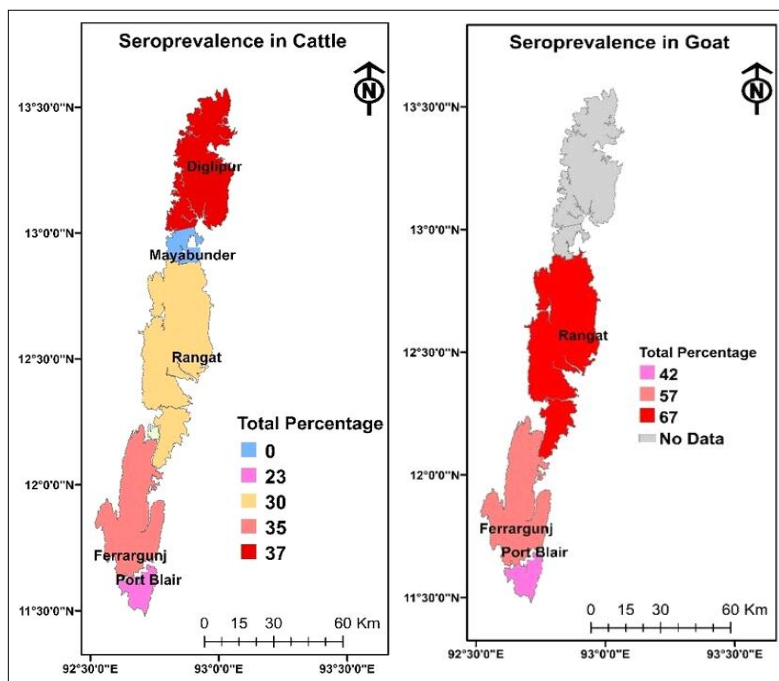 Seroprevalence in Cattle
N
13°30'0"N
Diglipur
13°0'0"N
Mayabunder
12°30'0"N
Rangat
Total Percentage
0
23
30
35
37
12°0'0"N
Ferrargunj
Port Blair
11°30'0"N
0 15 30 60 Km
92°30'0"E 93°0'0"E 93°30'0"E
Seroprevalence in Goat
N
13°30'0"N
13°0'0"N
Rangat
12°30'0"N
Total Percentage
42
57
67
No Data
12°0'0"N
Ferrargunj
Port Blair
11°30'0"N
0 15 30 60 Km
92°30'0"E 93°0'0"E 93°30'0"E